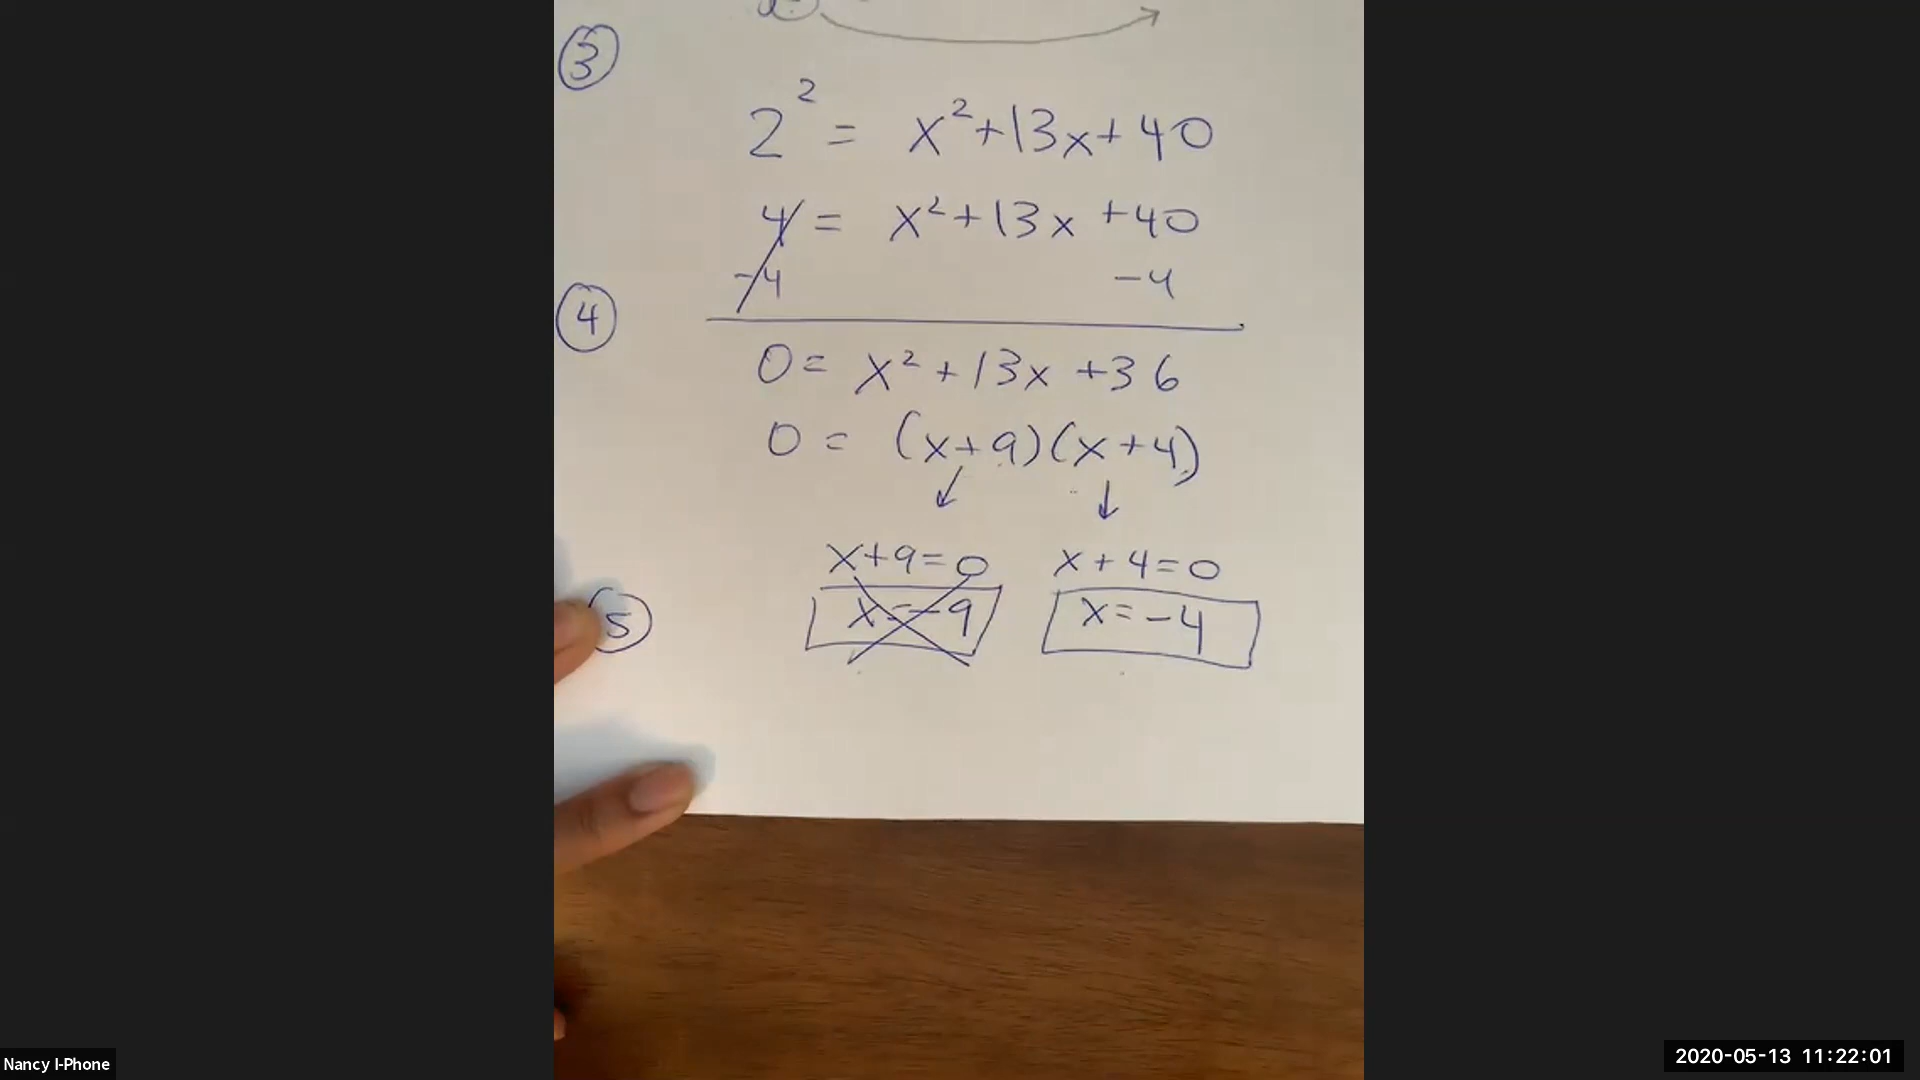 ③
2² = x²+13x+40
4 = x²+13x +40
-4 -4
④
0= x²+13x +36
0 = (x+9)(x+4)
x+9=0 x+4=0
⑤ x=-9 x=-4
Nancy I-Phone
2020-05-13 11:22:01